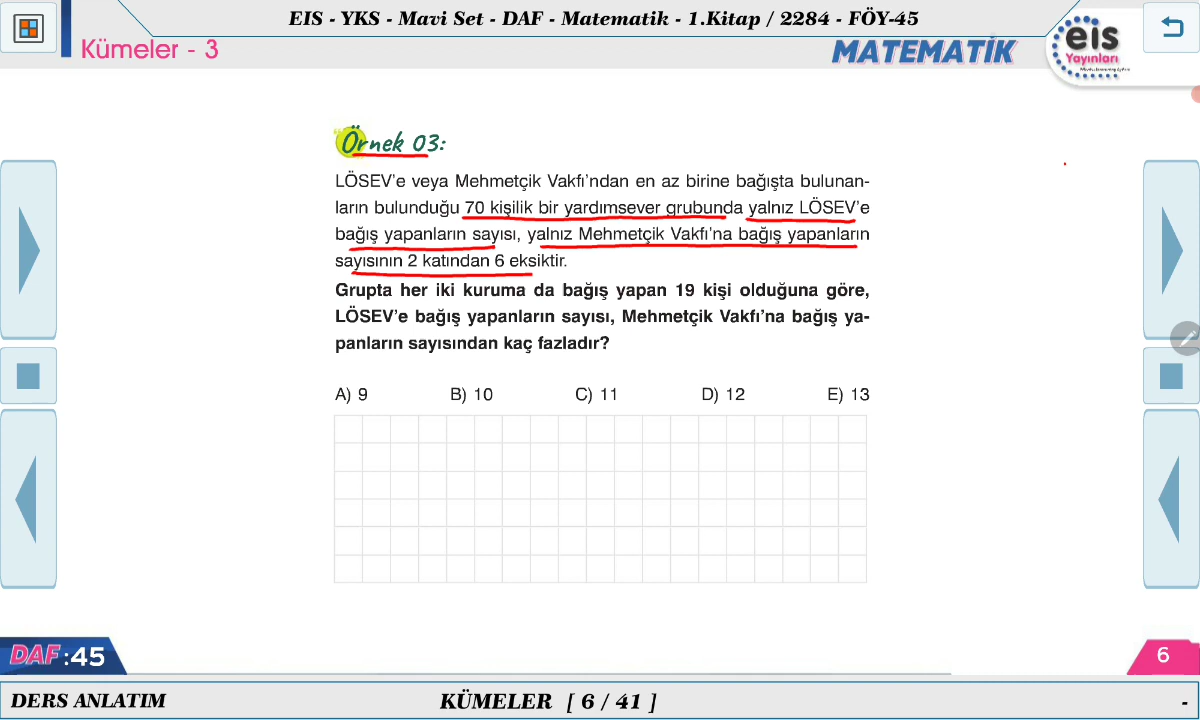 EIS - YKS - Mavi Set - DAF - Matematik - 1.Kitap / 2284 - FÖY-45
Kümeler - 3
MATEMATİK
eis
Yayınları
Örnek 03:
LÖSEV'e veya Mehmetçik Vakfı'ndan en az birine bağışta bulunan-
ların bulunduğu 70 kişilik bir yardımsever grubunda yalnız LÖSEV'e
bağış yapanların sayısı, yalnız Mehmetçik Vakfı'na bağış yapanların
sayısının 2 katından 6 eksiktir.
Grupta her iki kuruma da bağış yapan 19 kişi olduğuna göre,
LÖSEV'e bağış yapanların sayısı, Mehmetçik Vakfı'na bağış ya-
panların sayısından kaç fazladır?
A) 9 B) 10 C) 11 D) 12 E) 13
DAF :45
6
DERS ANLATIM
KÜMELER [ 6 / 41 ]
-